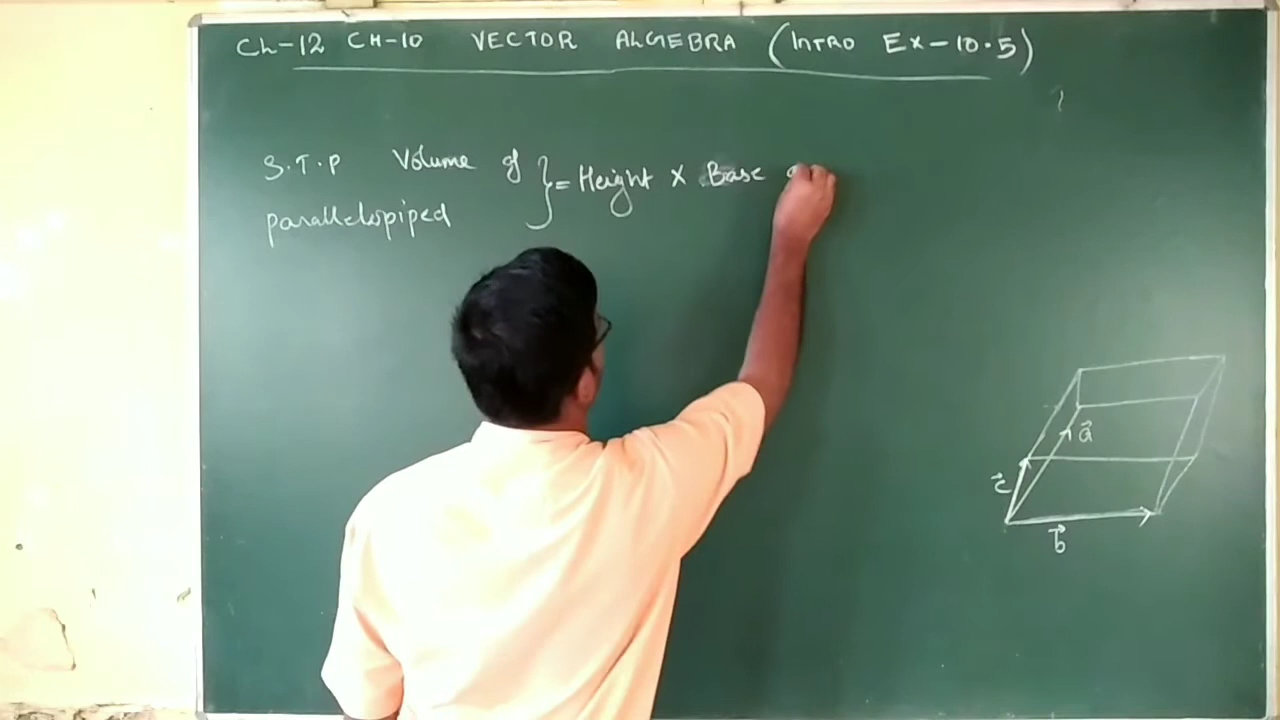 Ch-12 CH-10 VECTOR ALGEBRA (INTRO EX-10.5)
S.T.P Volume of } = Height × Base
parallelopiped
a⃗
c⃗
b⃗